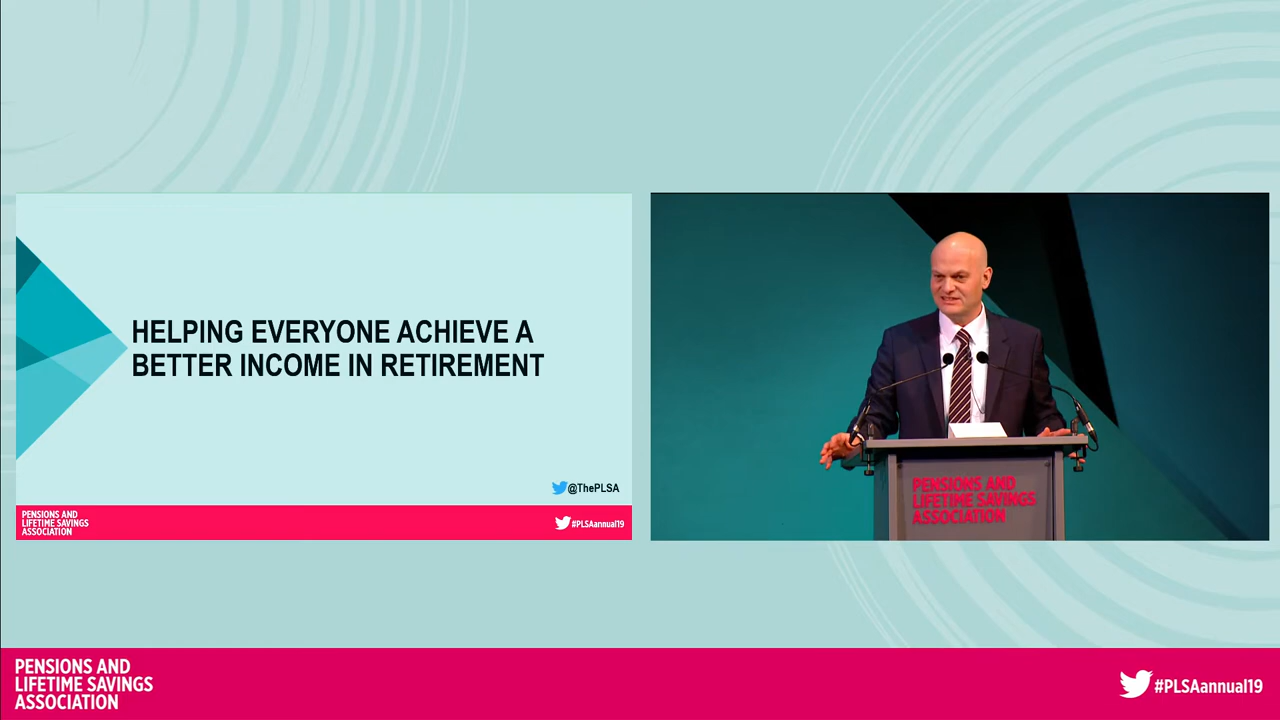 HELPING EVERYONE ACHIEVE A
BETTER INCOME IN RETIREMENT
@ThePLSA
PENSIONS AND
LIFETIME SAVINGS
ASSOCIATION
#PLSAannual19
PENSIONS AND
LIFETIME SAVINGS
ASSOCIATION
PENSIONS AND
LIFETIME SAVINGS
ASSOCIATION
#PLSAannual19